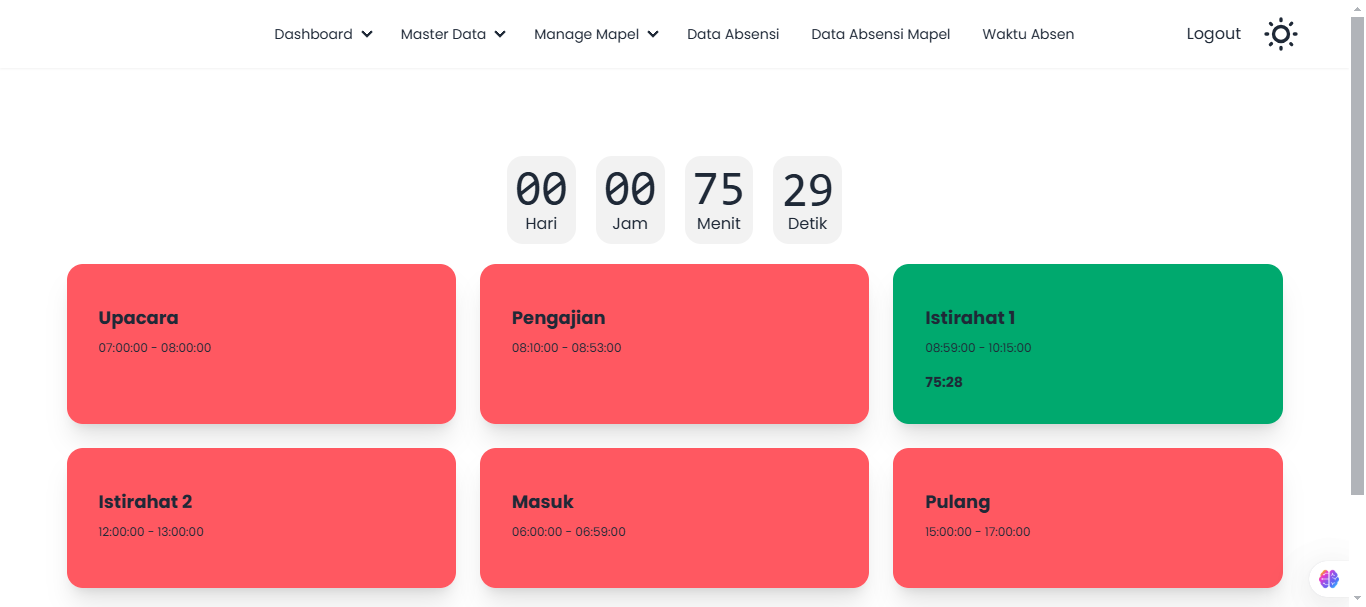 Dashboard Master Data Manage Mapel Data Absensi Data Absensi Mapel Waktu Absen Logout
00 00 75 29
Hari Jam Menit Detik
Upacara
07:00:00 - 08:00:00
Pengajian
08:10:00 - 08:53:00
Istirahat 1
08:59:00 - 10:15:00
75:28
Istirahat 2
12:00:00 - 13:00:00
Masuk
06:00:00 - 06:59:00
Pulang
15:00:00 - 17:00:00